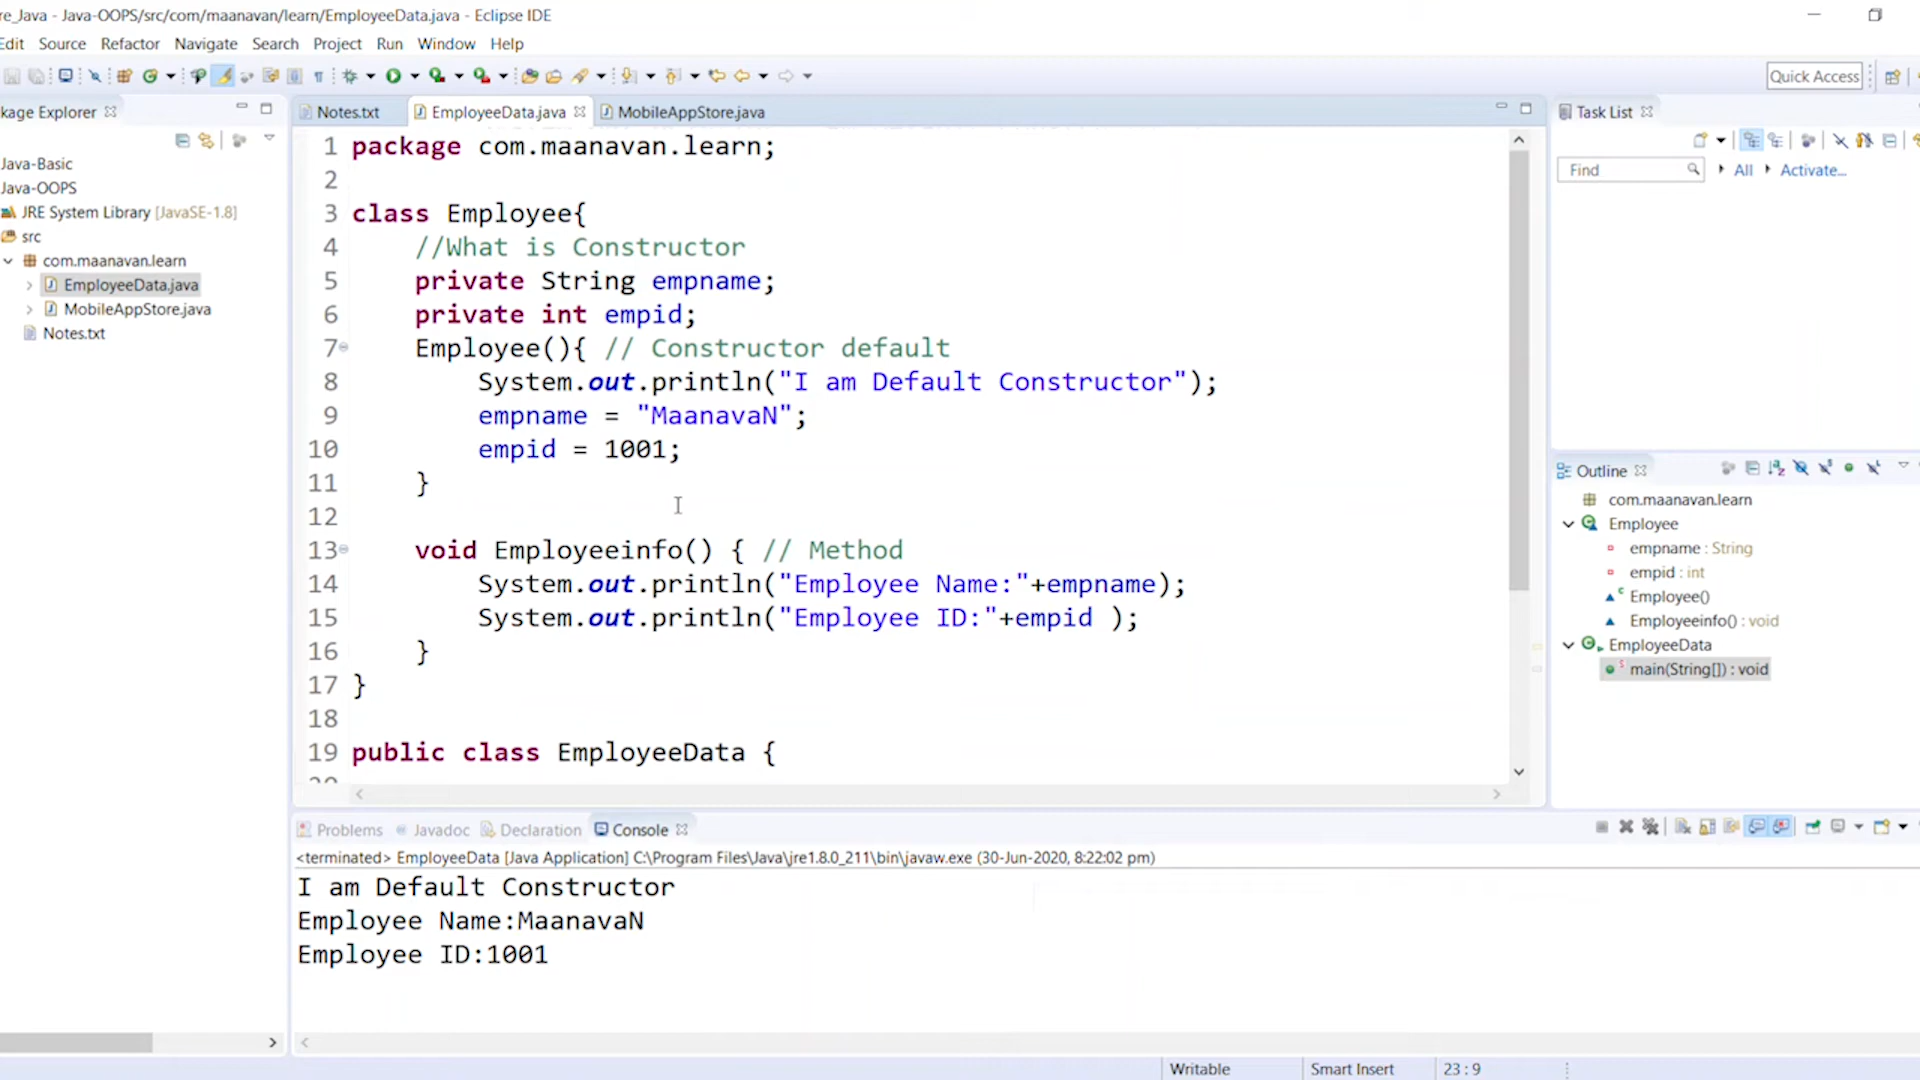 re_Java - Java-OOPS/src/com/maanavan/learn/EmployeeData.java - Eclipse IDE
Edit Source Refactor Navigate Search Project Run Window Help
Quick Access
kage Explorer
Java-Basic
Java-OOPS
JRE System Library [JavaSE-1.8]
src
com.maanavan.learn
EmployeeData.java
MobileAppStore.java
Notes.txt
Notes.txt EmployeeData.java MobileAppStore.java
1 package com.maanavan.learn;
2
3 class Employee{
4 //What is Constructor
5 private String empname;
6 private int empid;
7 Employee(){ // Constructor default
8 System.out.println("I am Default Constructor");
9 empname = "MaanavaN";
10 empid = 1001;
11 }
12
13 void Employeeinfo() { // Method
14 System.out.println("Employee Name:"+empname);
15 System.out.println("Employee ID:"+empid );
16 }
17 }
18
19 public class EmployeeData {
20
Task List
Find All Activate...
Outline
com.maanavan.learn
Employee
empname : String
empid : int
Employee()
Employeeinfo() : void
EmployeeData
main(String[]) : void
Problems Javadoc Declaration Console
<terminated> EmployeeData [Java Application] C:\Program Files\Java\jre1.8.0_211\bin\javaw.exe (30-Jun-2020, 8:22:02 pm)
I am Default Constructor
Employee Name:MaanavaN
Employee ID:1001
Writable Smart Insert 23 : 9